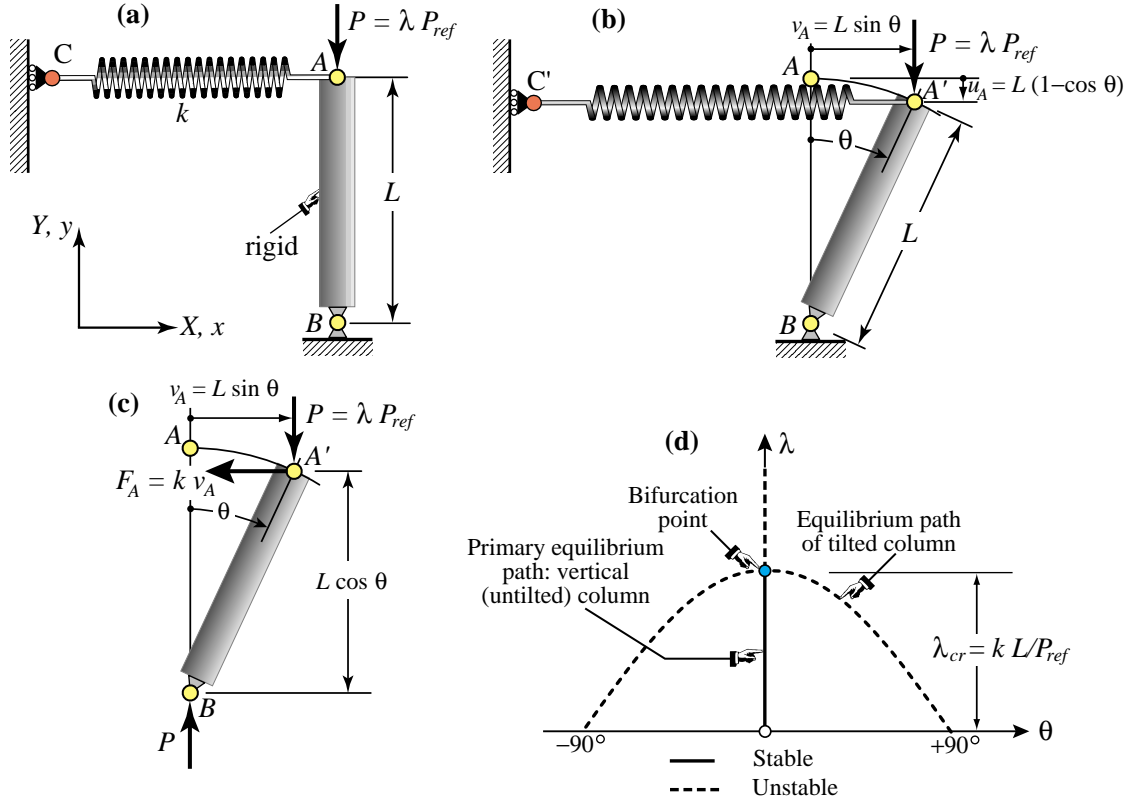 (a)
P = λ P_ref
C
A
k
L
rigid
Y, y
X, x
B
(b)
v_A = L sin θ
P = λ P_ref
A
C'
A'
u_A = L (1−cos θ)
θ
L
B
(c)
v_A = L sin θ
P = λ P_ref
A
A'
F_A = k v_A
θ
L cos θ
B
P
(d)
λ
Bifurcation
point
Equilibrium path
of tilted column
Primary equilibrium
path: vertical
(untilted) column
λ_cr = k L/P_ref
θ
−90°
+90°
Stable
Unstable